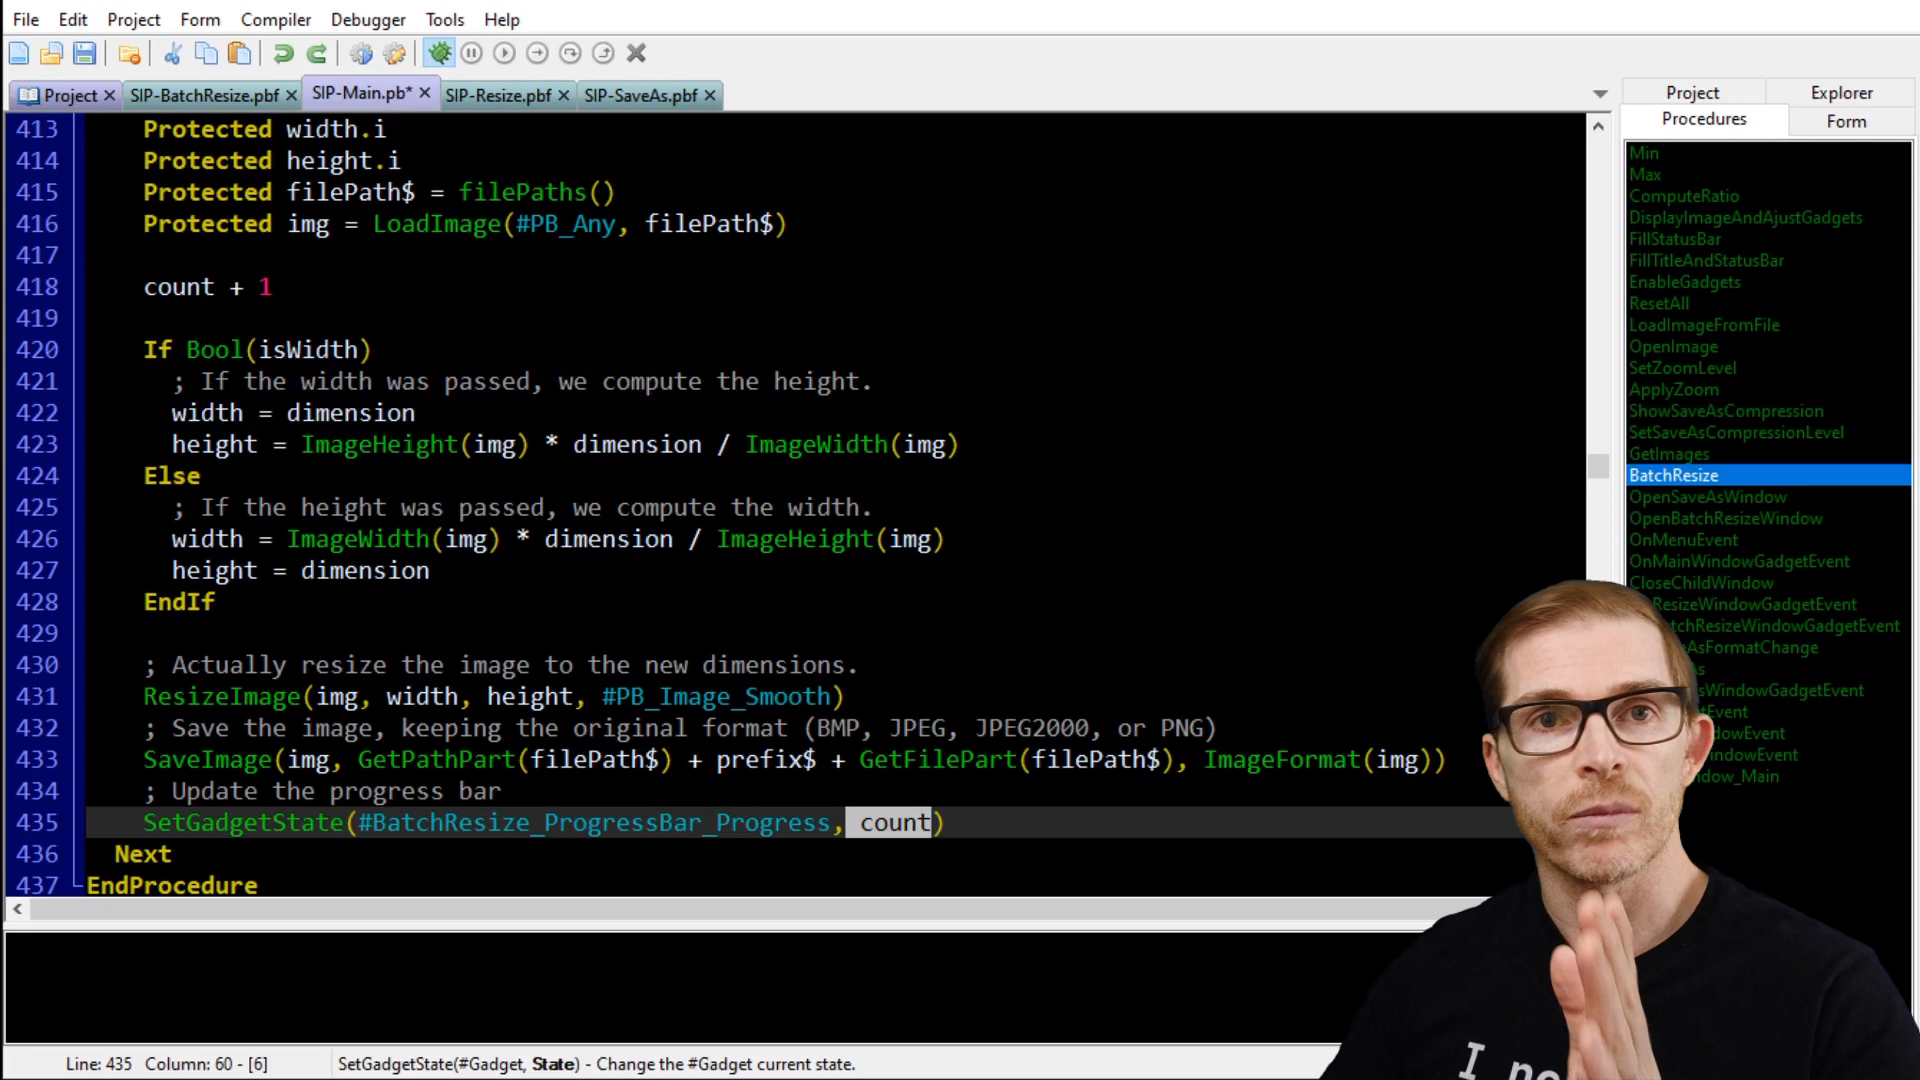 File Edit Project Form Compiler Debugger Tools Help
Project SIP-BatchResize.pbf SIP-Main.pb* SIP-Resize.pbf SIP-SaveAs.pbf
413 Protected width.i
414 Protected height.i
415 Protected filePath$ = filePaths()
416 Protected img = LoadImage(#PB_Any, filePath$)
417
418 count + 1
419
420 If Bool(isWidth)
421 ; If the width was passed, we compute the height.
422 width = dimension
423 height = ImageHeight(img) * dimension / ImageWidth(img)
424 Else
425 ; If the height was passed, we compute the width.
426 width = ImageWidth(img) * dimension / ImageHeight(img)
427 height = dimension
428 EndIf
429
430 ; Actually resize the image to the new dimensions.
431 ResizeImage(img, width, height, #PB_Image_Smooth)
432 ; Save the image, keeping the original format (BMP, JPEG, JPEG2000, or PNG)
433 SaveImage(img, GetPathPart(filePath$) + prefix$ + GetFilePart(filePath$), ImageFormat(img))
434 ; Update the progress bar
435 SetGadgetState(#BatchResize_ProgressBar_Progress, count)
436 Next
437 EndProcedure
Project Explorer
Procedures Form
Min
Max
ComputeRatio
DisplayImageAndAjustGadgets
FillStatusBar
FillTitleAndStatusBar
EnableGadgets
ResetAll
LoadImageFromFile
OpenImage
SetZoomLevel
ApplyZoom
ShowSaveAsCompression
SetSaveAsCompressionLevel
GetImages
BatchResize
OpenSaveAsWindow
OpenBatchResizeWindow
OnMenuEvent
OnMainWindowGadgetEvent
CloseChildWindow
ResizeWindowGadgetEvent
tchResizeWindowGadgetEvent
AsFormatChange
As
sWindowGadgetEvent
tEvent
dowEvent
indowEvent
dow_Main
I
Line: 435 Column: 60 - [6] SetGadgetState(#Gadget, State) - Change the #Gadget current state.